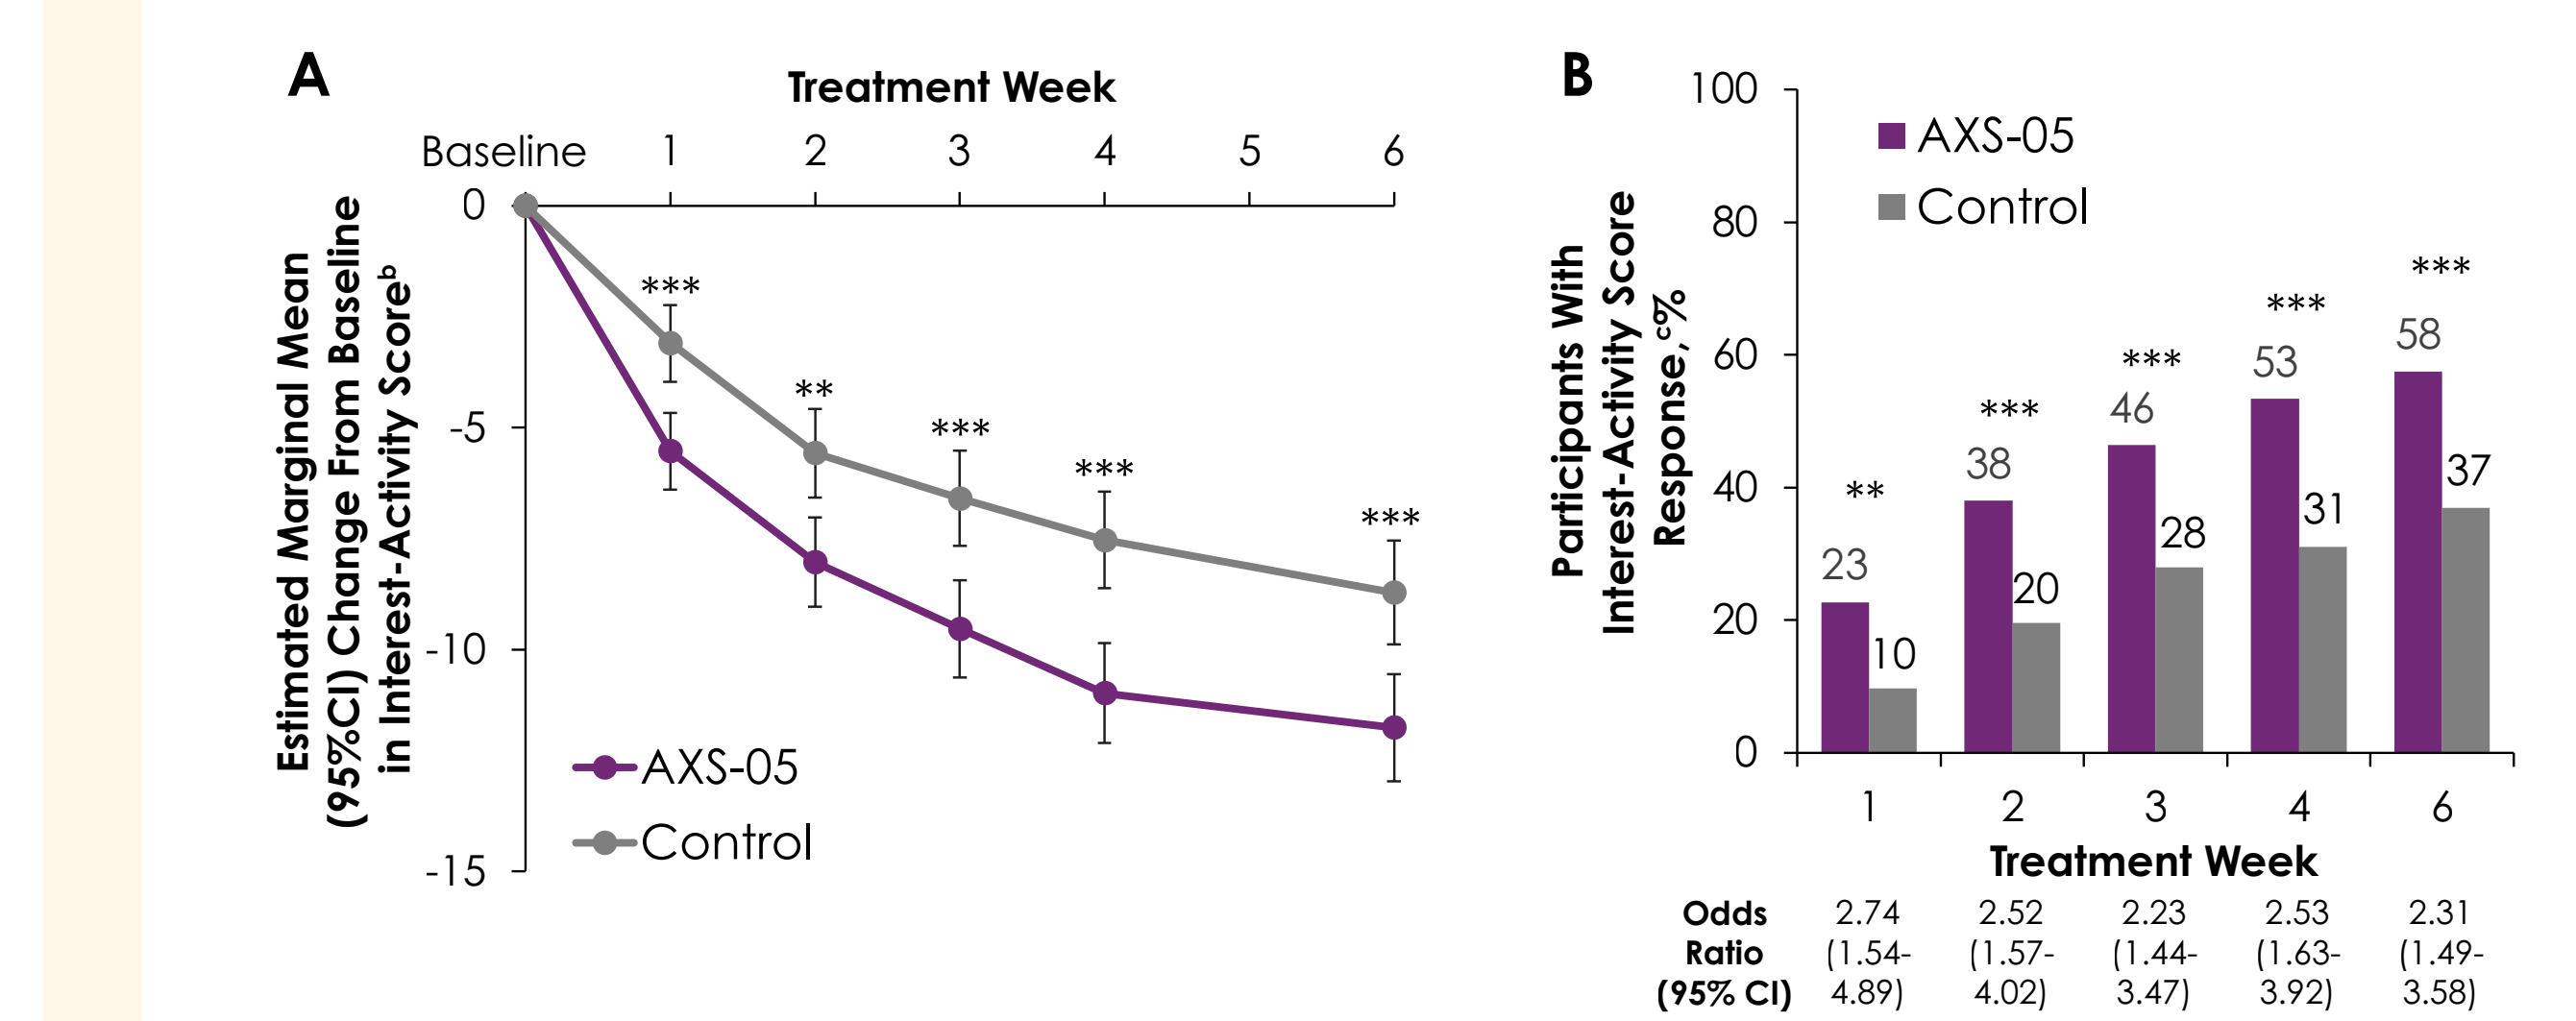 A
Treatment Week
Baseline 1 2 3 4 5 6
Estimated Marginal Mean
(95%CI) Change From Baseline
in Interest-Activity Scoreᵇ
0
-5
-10
-15
***
**
***
***
***
AXS-05
Control
B
Participants With
Interest-Activity Score
Response,ᶜ%
100
80
60
40
20
0
AXS-05
Control
**
23
10
***
38
20
***
46
28
***
53
31
***
58
37
1 2 3 4 6
Treatment Week
Odds 2.74 2.52 2.23 2.53 2.31
Ratio (1.54- (1.57- (1.44- (1.63- (1.49-
(95% CI) 4.89) 4.02) 3.47) 3.92) 3.58)